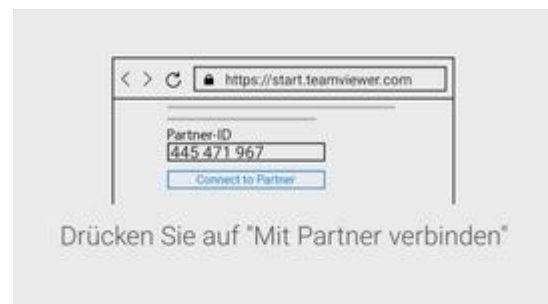 https://start.teamviewer.com
Partner-ID
445 471 967
Connect to Partner
Drücken Sie auf "Mit Partner verbinden"